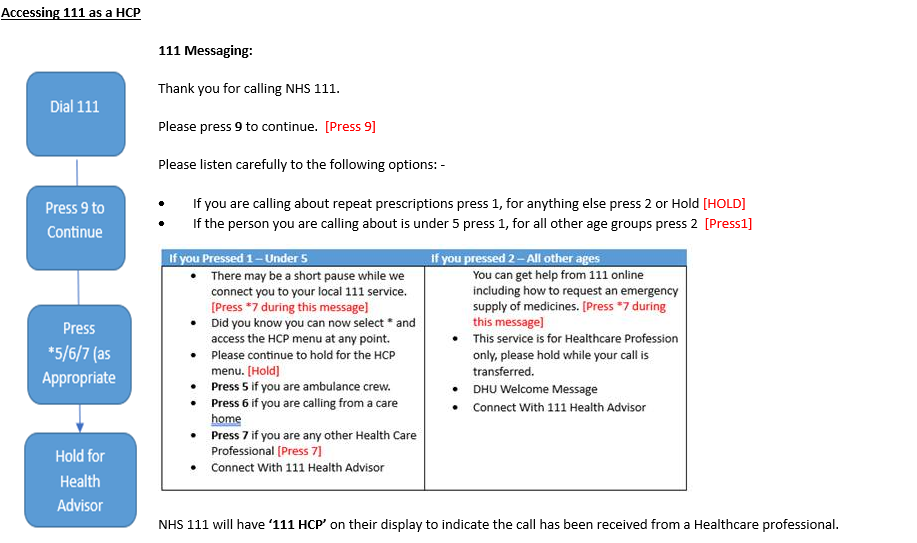 Accessing 111 as a HCP
Dial 111
Press 9 to
Continue
Press
*5/6/7 (as
Appropriate
Hold for
Health
Advisor
111 Messaging:
Thank you for calling NHS 111.
Please press 9 to continue. [Press 9]
Please listen carefully to the following options: -
• If you are calling about repeat prescriptions press 1, for anything else press 2 or Hold [HOLD]
• If the person you are calling about is under 5 press 1, for all other age groups press 2 [Press1]
If you Pressed 1 – Under 5
• There may be a short pause while we
connect you to your local 111 service.
[Press *7 during this message]
• Did you know you can now select * and
access the HCP menu at any point.
• Please continue to hold for the HCP
menu. [Hold]
• Press 5 if you are ambulance crew.
• Press 6 if you are calling from a care
home
• Press 7 if you are any other Health Care
Professional [Press 7]
• Connect With 111 Health Advisor
If you pressed 2 – All other ages
You can get help from 111 online
including how to request an emergency
supply of medicines. [Press *7 during
this message]
• This service is for Healthcare Profession
only, please hold while your call is
transferred.
• DHU Welcome Message
• Connect With 111 Health Advisor
NHS 111 will have ‘111 HCP’ on their display to indicate the call has been received from a Healthcare professional.